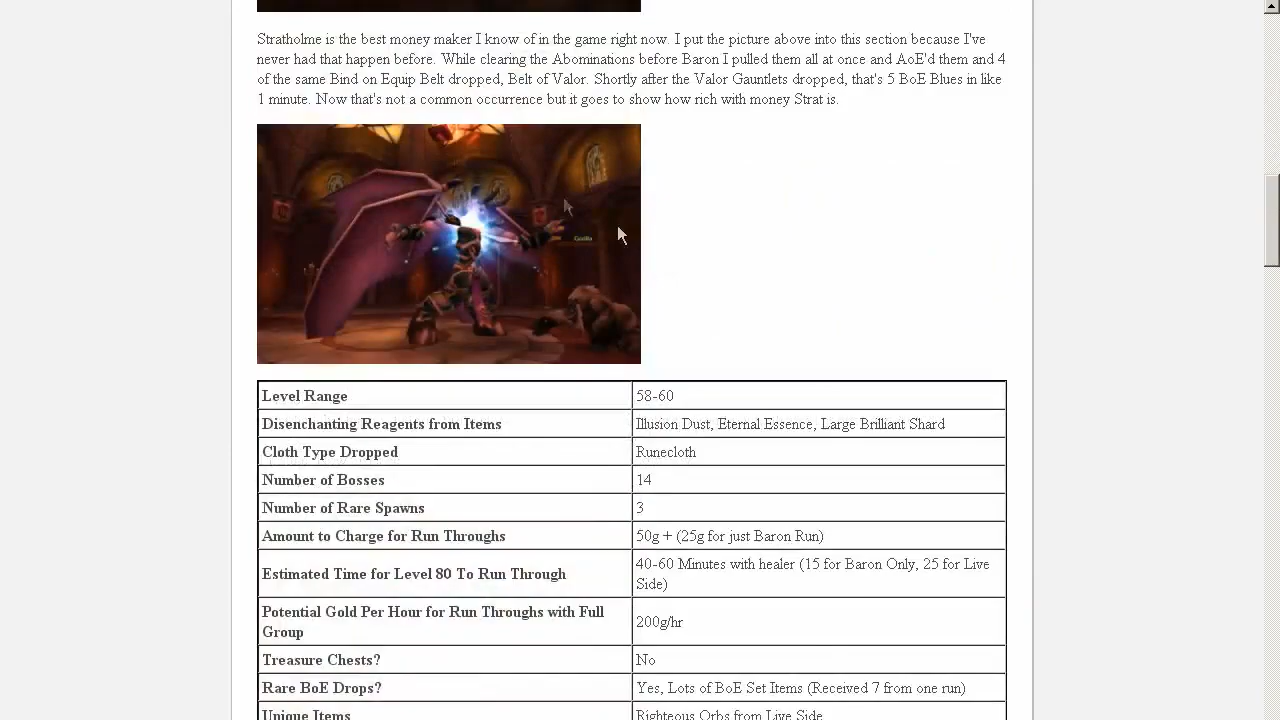 Stratholme is the best money maker I know of in the game right now. I put the picture above into this section because I've
never had that happen before. While clearing the Abominations before Baron I pulled them all at once and AoE'd them and 4
of the same Bind on Equip Belt dropped, Belt of Valor. Shortly after the Valor Gauntlets dropped, that's 5 BoE Blues in like
1 minute. Now that's not a common occurrence but it goes to show how rich with money Strat is.
Level Range 58-60
Disenchanting Reagents from Items Illusion Dust, Eternal Essence, Large Brilliant Shard
Cloth Type Dropped Runecloth
Number of Bosses 14
Number of Rare Spawns 3
Amount to Charge for Run Throughs 50g + (25g for just Baron Run)
Estimated Time for Level 80 To Run Through 40-60 Minutes with healer (15 for Baron Only, 25 for Live
Side)
Potential Gold Per Hour for Run Throughs with Full
Group 200g/hr
Treasure Chests? No
Rare BoE Drops? Yes, Lots of BoE Set Items (Received 7 from one run)
Unique Items Righteous Orbs from Live Side